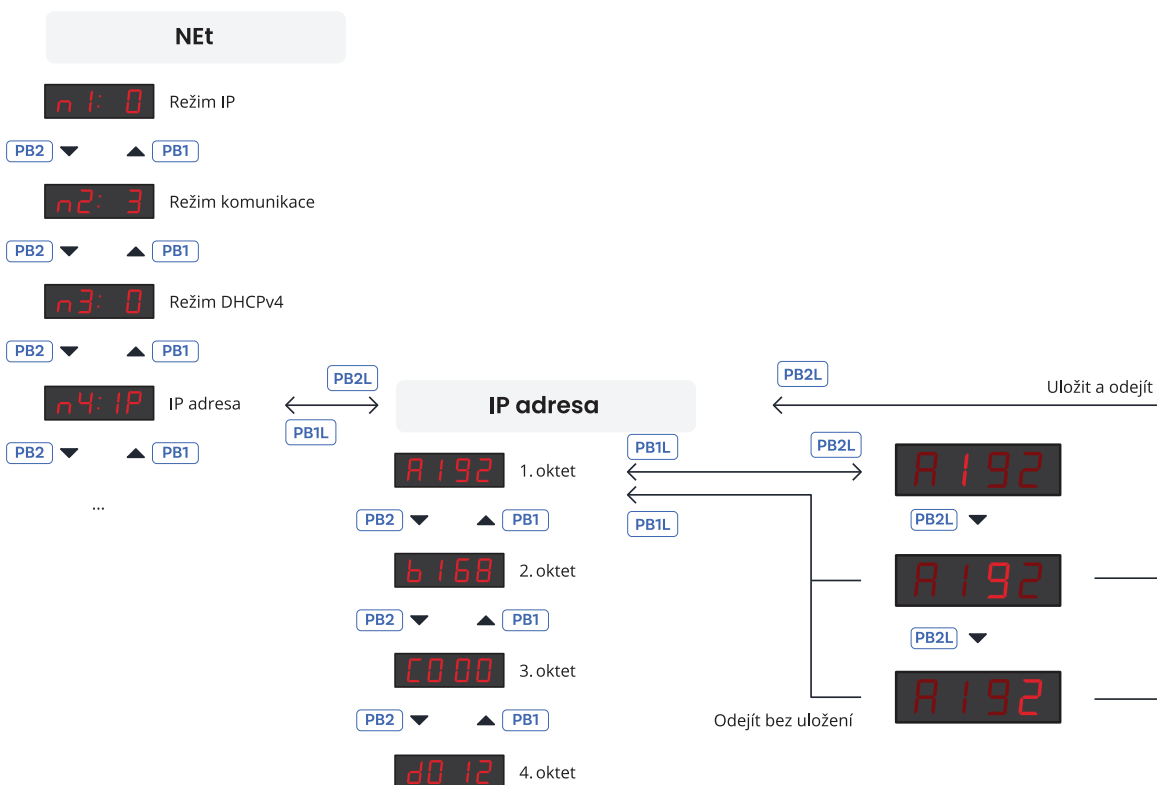 NEt
n1: 0 Režim IP
PB2 PB1
n2: 3 Režim komunikace
PB2 PB1
n3: 0 Režim DHCPv4
PB2 PB1
n4:IP IP adresa
PB2 PB1
...
PB2L
PB1L
IP adresa
A192 1. oktet
PB2 PB1
b168 2. oktet
PB2 PB1
C000 3. oktet
PB2 PB1
d012 4. oktet
PB2L
Uložit a odejít
PB1L PB2L
PB1L
A192
PB2L
A192
PB2L
A192
Odejít bez uložení